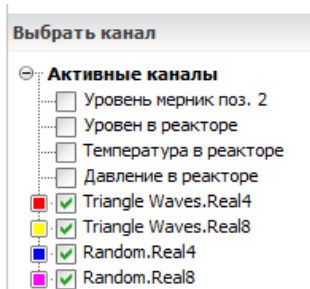 Выбрать канал
Активные каналы
Уровень мерник поз. 2
Уровен в реакторе
Температура в реакторе
Давление в реакторе
Triangle Waves.Real4
Triangle Waves.Real8
Random.Real4
Random.Real8